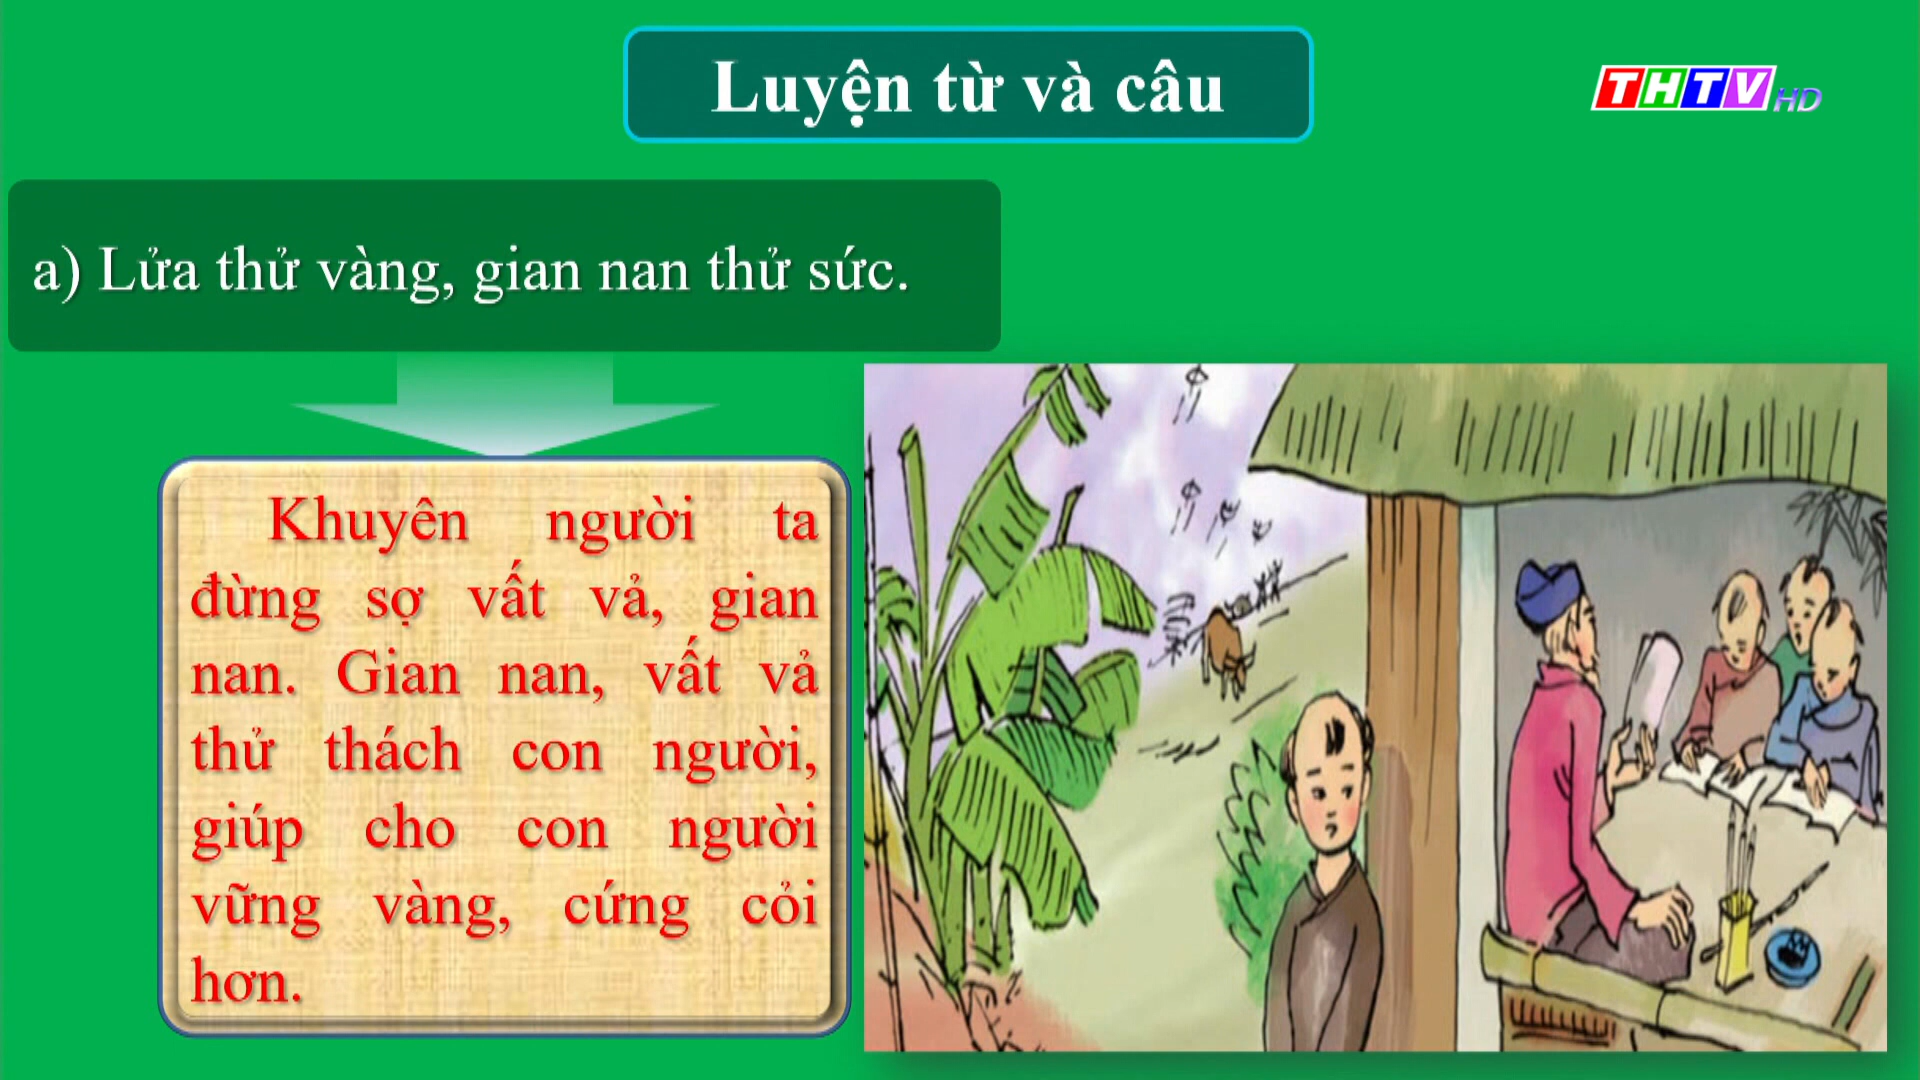 Luyện từ và câu
THTV HD
a) Lửa thử vàng, gian nan thử sức.
Khuyên người ta
đừng sợ vất vả, gian
nan. Gian nan, vất vả
thử thách con người,
giúp cho con người
vững vàng, cứng cỏi
hơn.